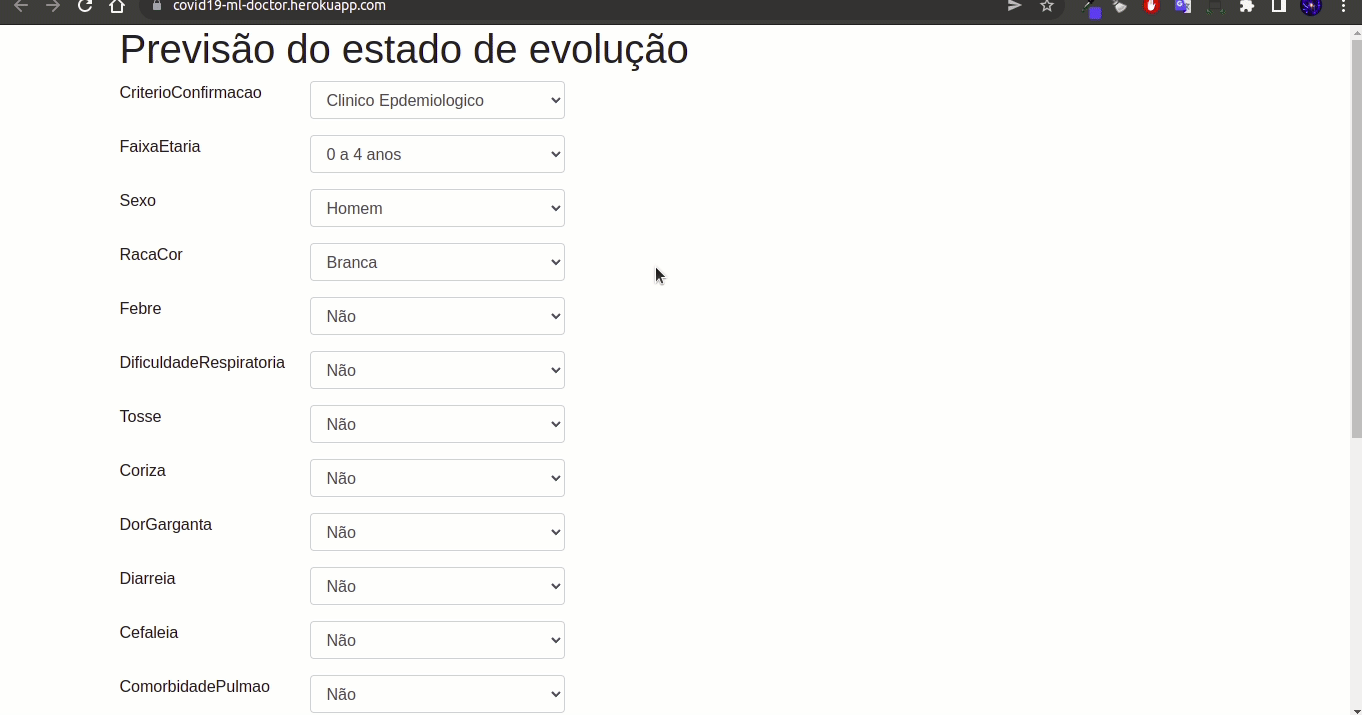 covid19-ml-doctor.herokuapp.com
Previsão do estado de evolução
CriterioConfirmacao Clinico Epdemiologico
FaixaEtaria 0 a 4 anos
Sexo Homem
RacaCor Branca
Febre Não
DificuldadeRespiratoria Não
Tosse Não
Coriza Não
DorGarganta Não
Diarreia Não
Cefaleia Não
ComorbidadePulmao Não